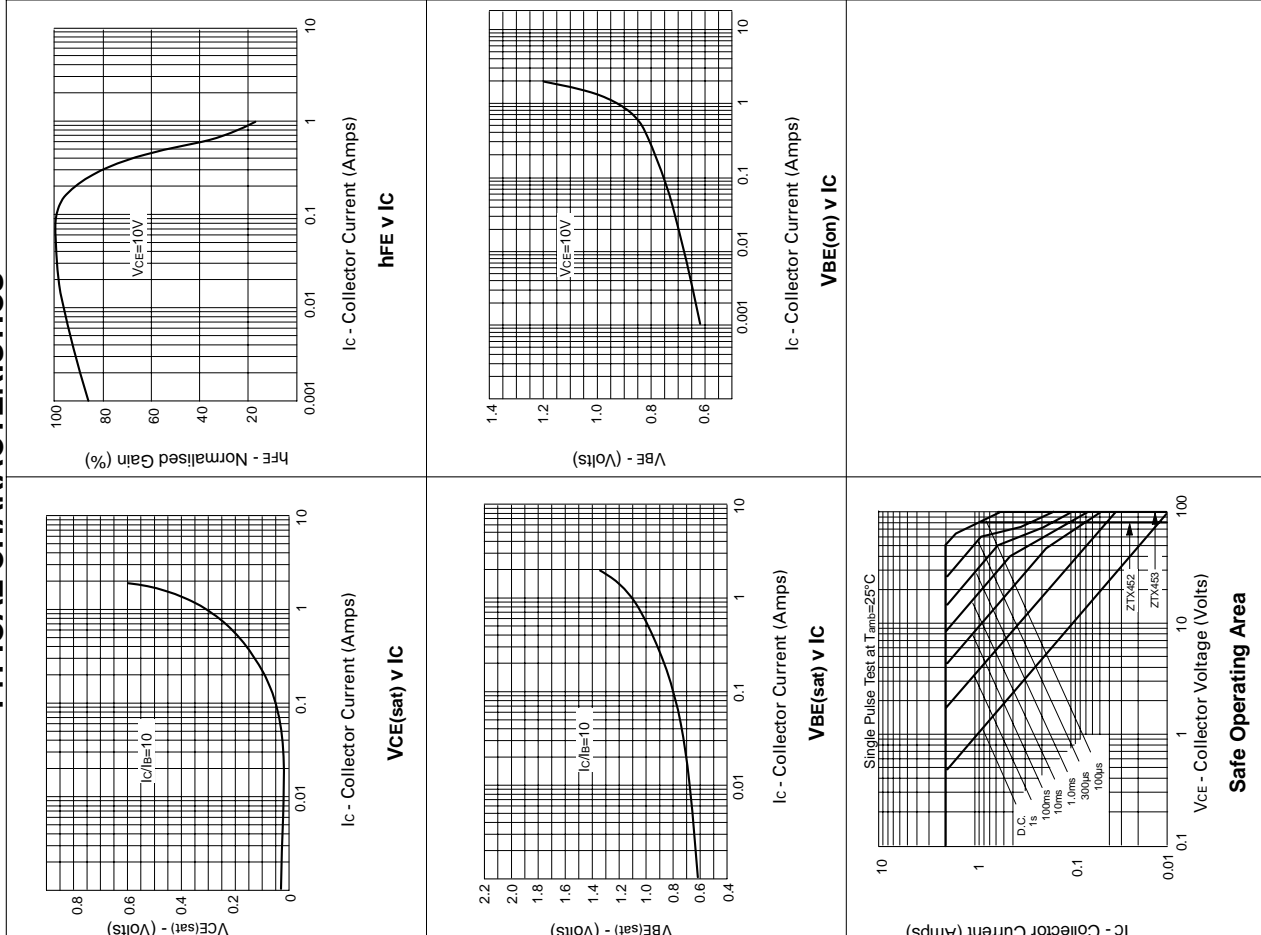 VCE(sat) - (Volts)
0.8
0.6
0.4
0.2
0
IC/IB=10
0.01
0.1
1
10
IC - Collector Current (Amps)
VCE(sat) v IC
hFE - Normalised Gain (%)
100
80
60
40
20
VCE=10V
0.001
0.01
0.1
1
10
IC - Collector Current (Amps)
hFE v IC
VBE(sat) - (Volts)
2.2
2.0
1.8
1.6
1.4
1.2
1.0
0.8
0.6
0.4
IC/IB=10
0.01
0.1
1
10
IC - Collector Current (Amps)
VBE(sat) v IC
VBE - (Volts)
1.4
1.2
1.0
0.8
0.6
VCE=10V
0.001
0.01
0.1
1
10
IC - Collector Current (Amps)
VBE(on) v IC
IC - Collector Current (Amps)
Single Pulse Test at Tamb=25°C
10
1
0.1
0.01
D.C.
1s
100ms
10ms
1.0ms
300µs
100µs
ZTX452
ZTX453
0.1
1
10
100
VCE - Collector Voltage (Volts)
Safe Operating Area